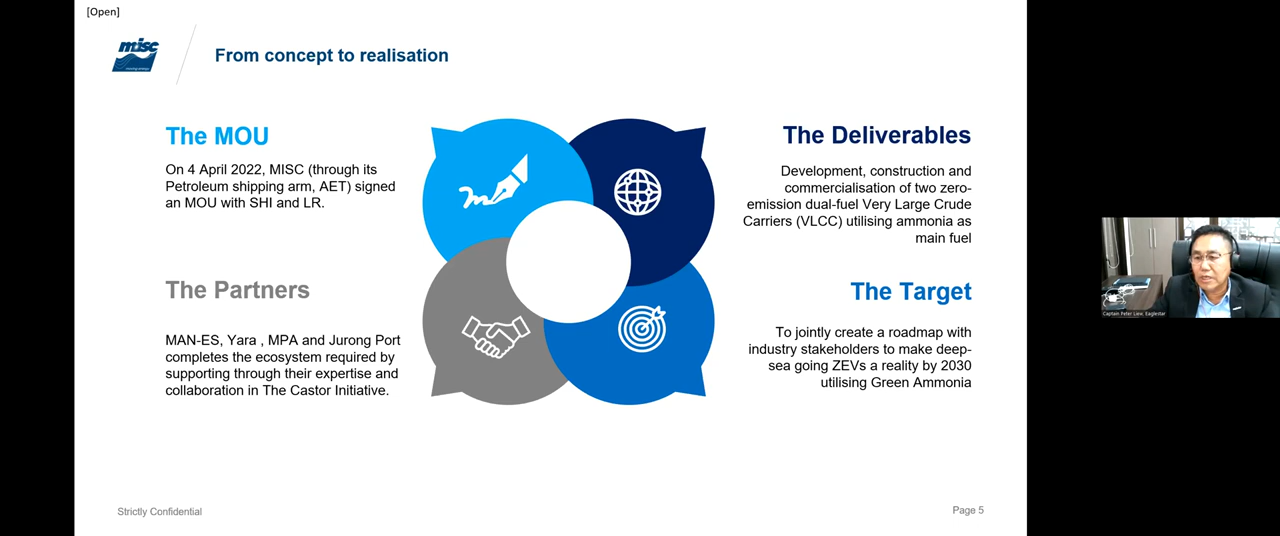 [Open]
misc
From concept to realisation
The MOU
On 4 April 2022, MISC (through its
Petroleum shipping arm, AET) signed
an MOU with SHI and LR.
The Deliverables
Development, construction and
commercialisation of two zero-
emission dual-fuel Very Large Crude
Carriers (VLCC) utilising ammonia as
main fuel
The Partners
MAN-ES, Yara , MPA and Jurong Port
completes the ecosystem required by
supporting through their expertise and
collaboration in The Castor Initiative.
The Target
To jointly create a roadmap with
industry stakeholders to make deep-
sea going ZEVs a reality by 2030
utilising Green Ammonia
Captain Peter Liew, Eaglestar
Strictly Confidential
Page 5